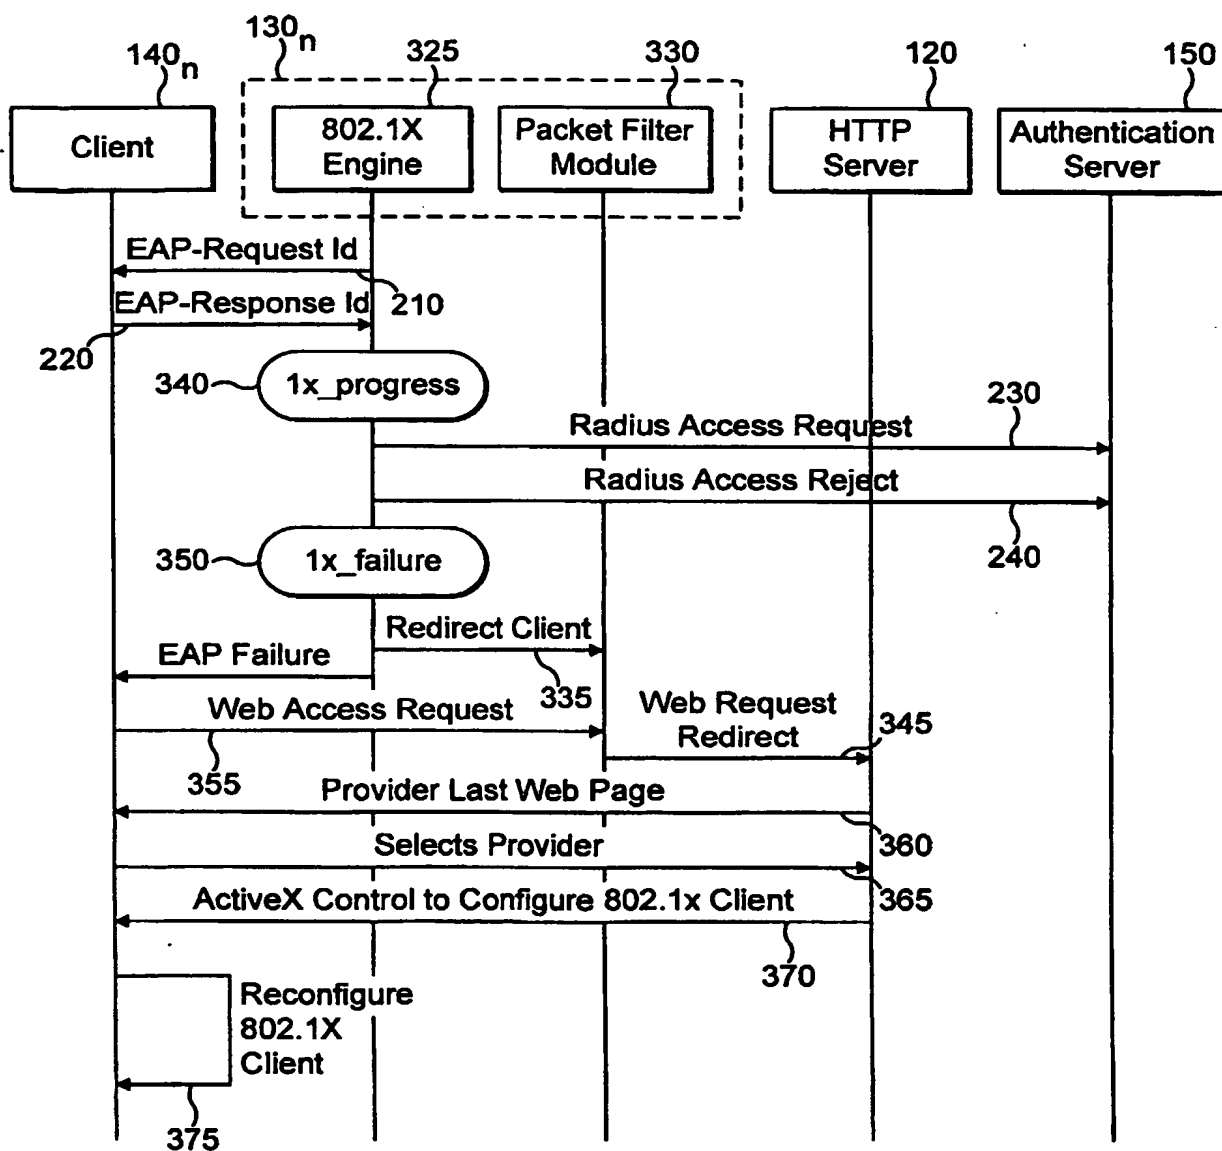 130n
140n
325
330
120
150
Client
802.1X
Engine
Packet Filter
Module
HTTP
Server
Authentication
Server
EAP-Request Id
210
EAP-Response Id
220
340
1x_progress
230
Radius Access Request
Radius Access Reject
240
350
1x_failure
Redirect Client
335
EAP Failure
Web Access Request
355
Web Request
Redirect
345
Provider Last Web Page
360
Selects Provider
365
ActiveX Control to Configure 802.1x Client
370
Reconfigure
802.1X
Client
375